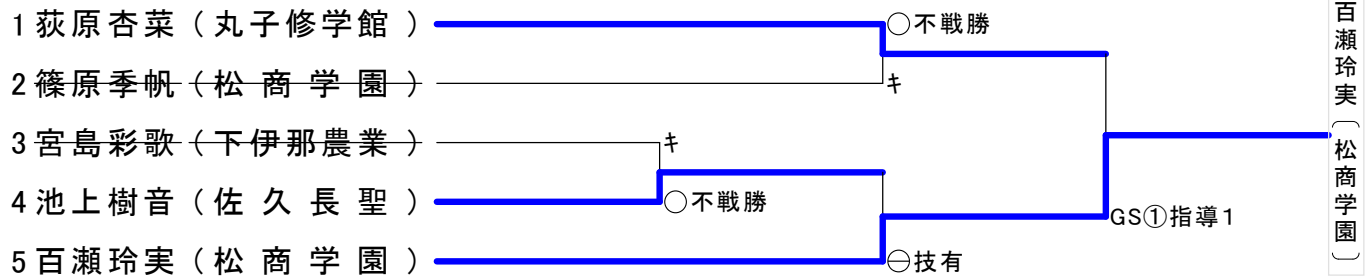 1 荻原杏菜 ( 丸子修学館 )
○不戦勝
2 篠原季帆 ( 松 商 学 園 )
キ
3 宮島彩歌 ( 下伊那農業 )
キ
4 池上樹音 ( 佐 久 長 聖 )
○不戦勝
5 百瀬玲実 ( 松 商 学 園 )
㊀技有
GS①指導1
百瀬玲実〔松商学園〕